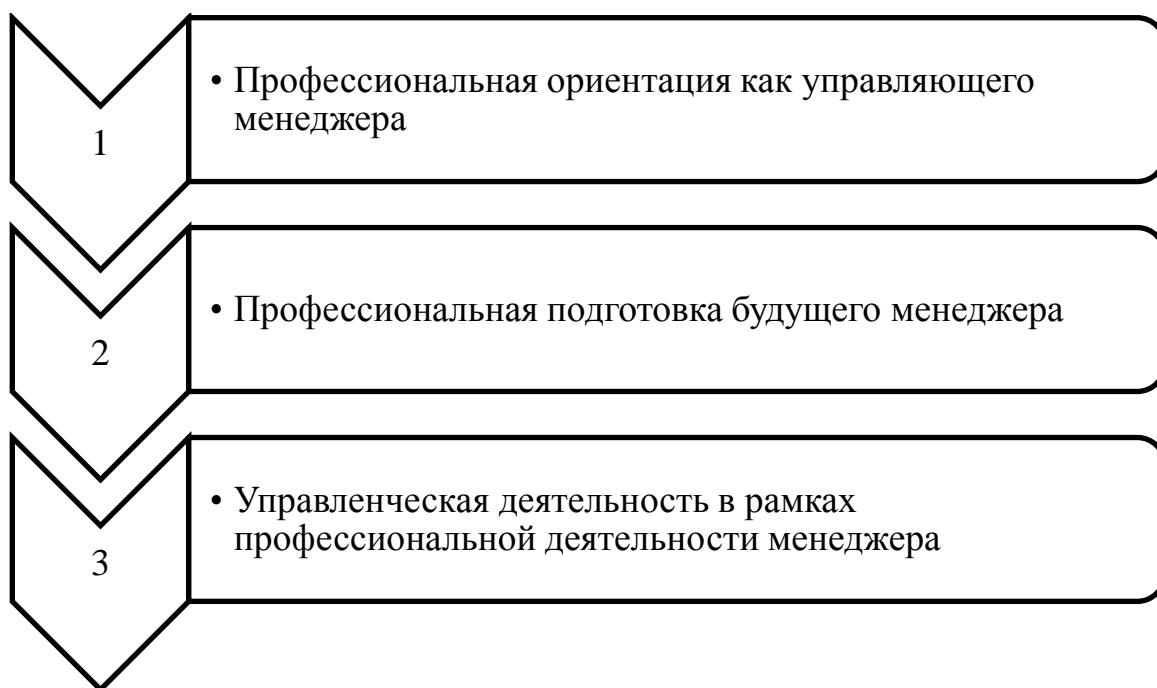 1
• Профессиональная ориентация как управляющего
менеджера
2
• Профессиональная подготовка будущего менеджера
3
• Управленческая деятельность в рамках
профессиональной деятельности менеджера